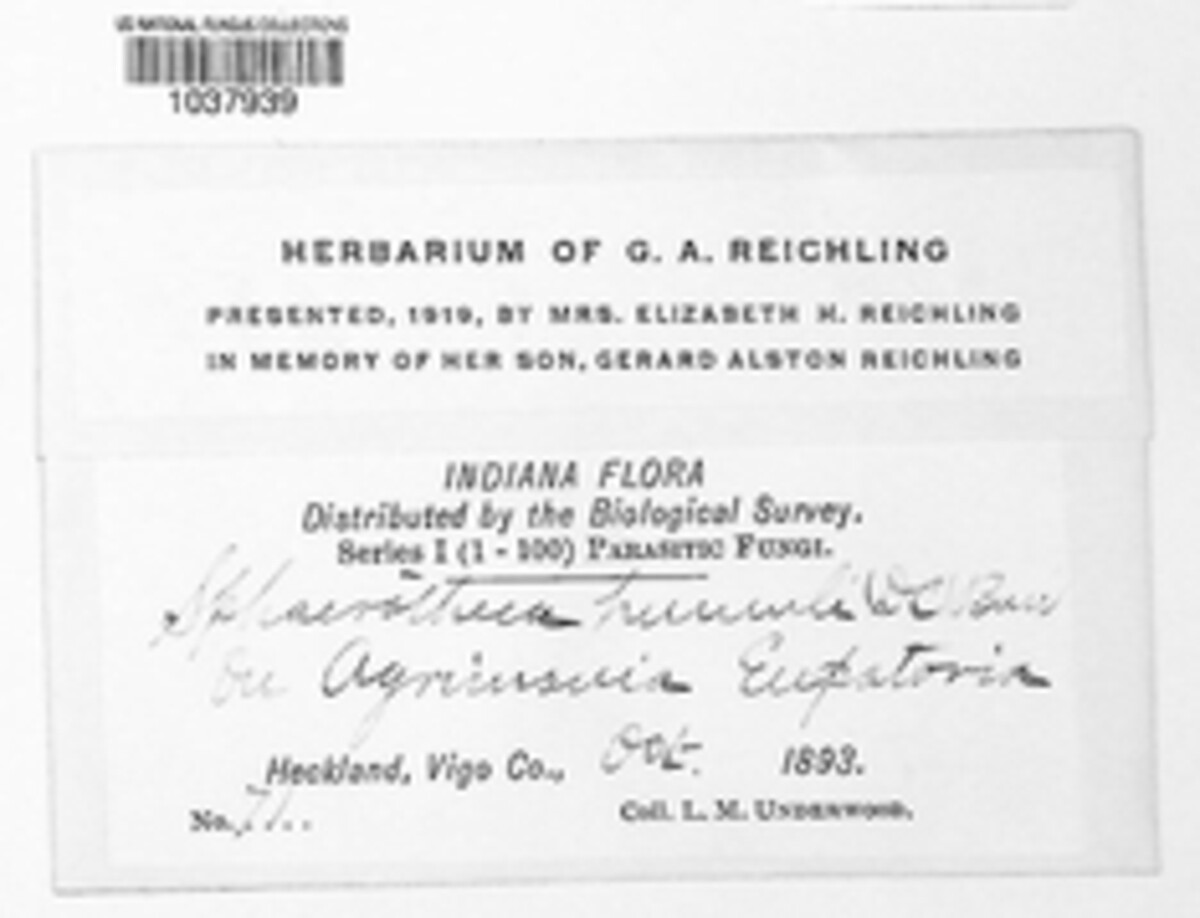 US NATIONAL FUNGUS COLLECTIONS
1037939
HERBARIUM OF G. A. REICHLING
PRESENTED, 1919, BY MRS. ELIZABETH H. REICHLING
IN MEMORY OF HER SON, GERARD ALSTON REICHLING
INDIANA FLORA
Distributed by the Biological Survey.
Series I (1 - 100) PARASITIC FUNGI.
Sphaerotheca humuli (DC)
On Agrimonia Eupatoria
Heckland, Vigo Co., Oct. 1893.
No. 
Coll. L. M. UNDERWOOD.